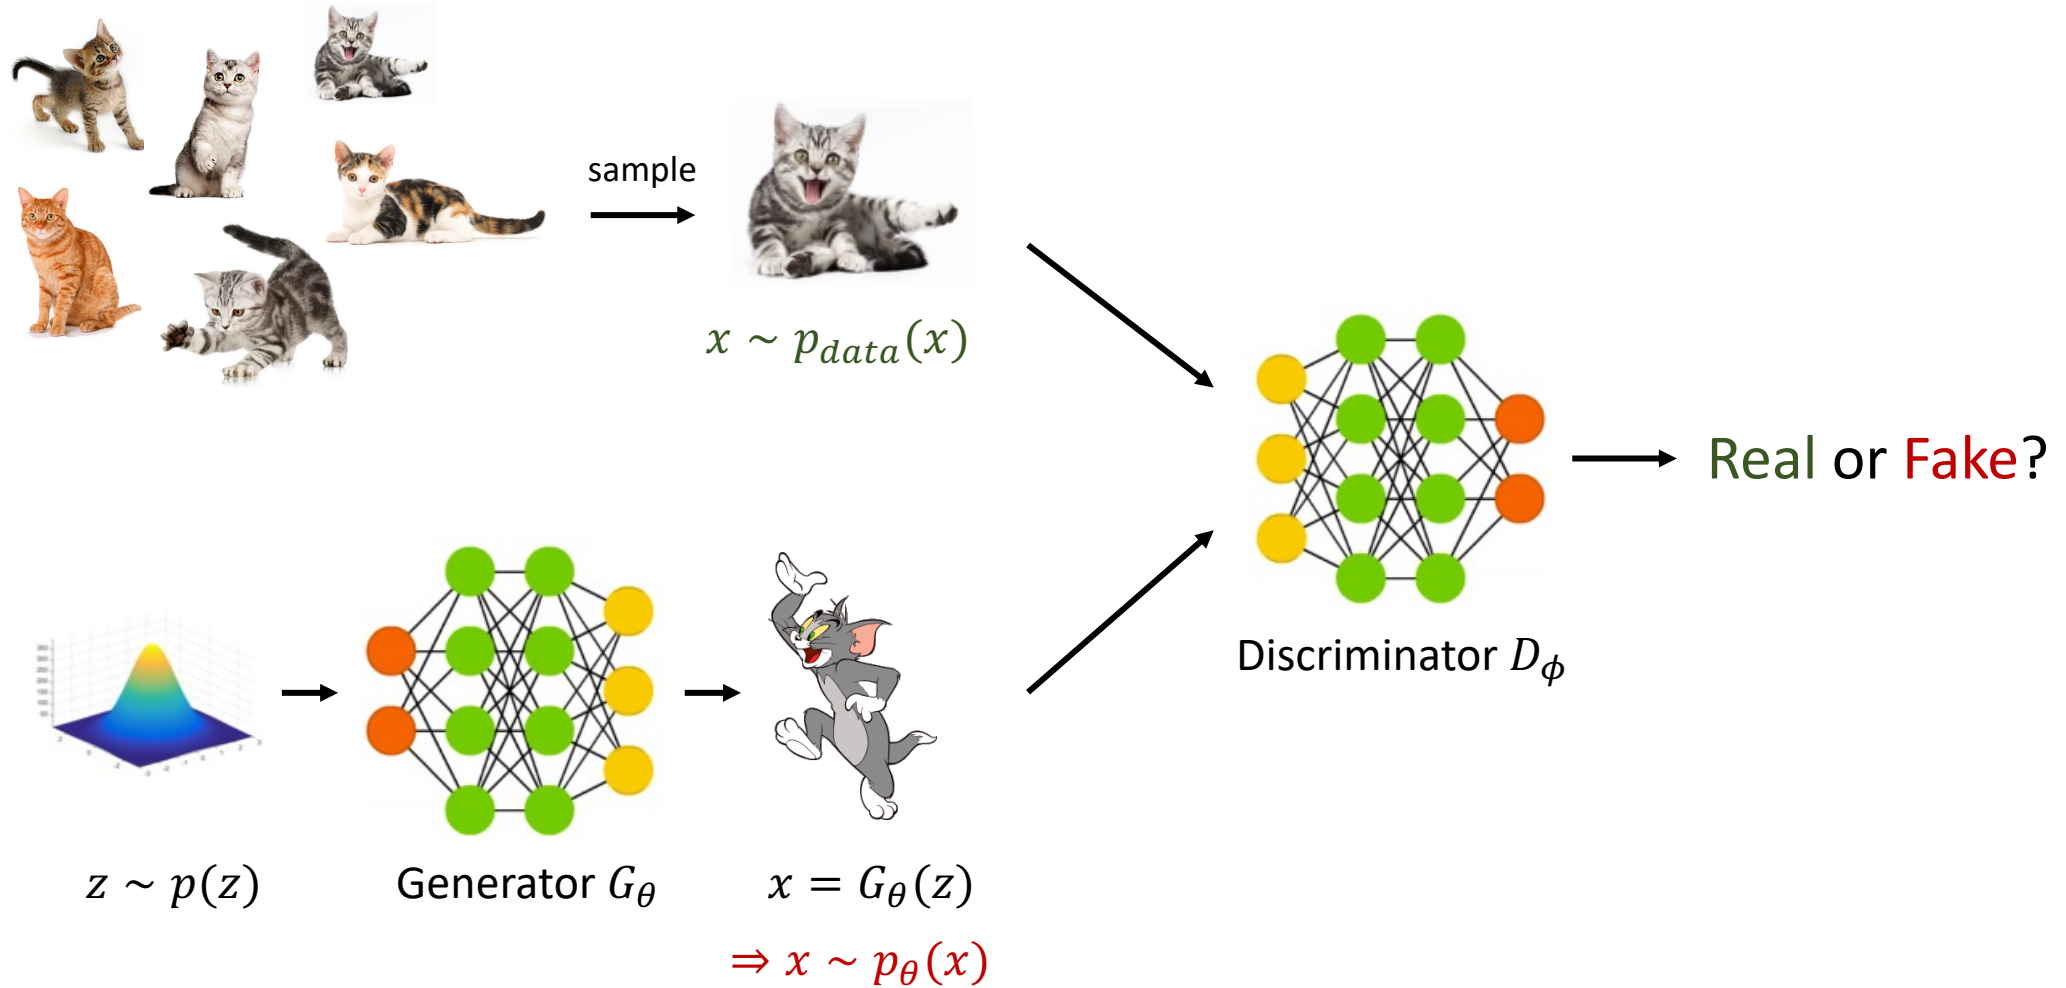 sample
x ~ p_data(x)
Real or Fake?
Discriminator D_ϕ
z ~ p(z)
Generator G_θ
x = G_θ(z)
⇒ x ~ p_θ(x)